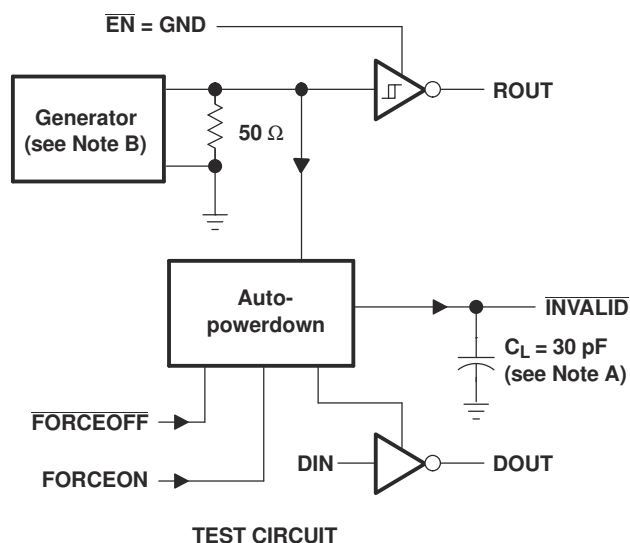 EN = GND
ROUT
Generator
(see Note B)
50 Ω
Auto-
powerdown
INVALID
CL = 30 pF
(see Note A)
FORCEOFF
FORCEON
DIN
DOUT
TEST CIRCUIT